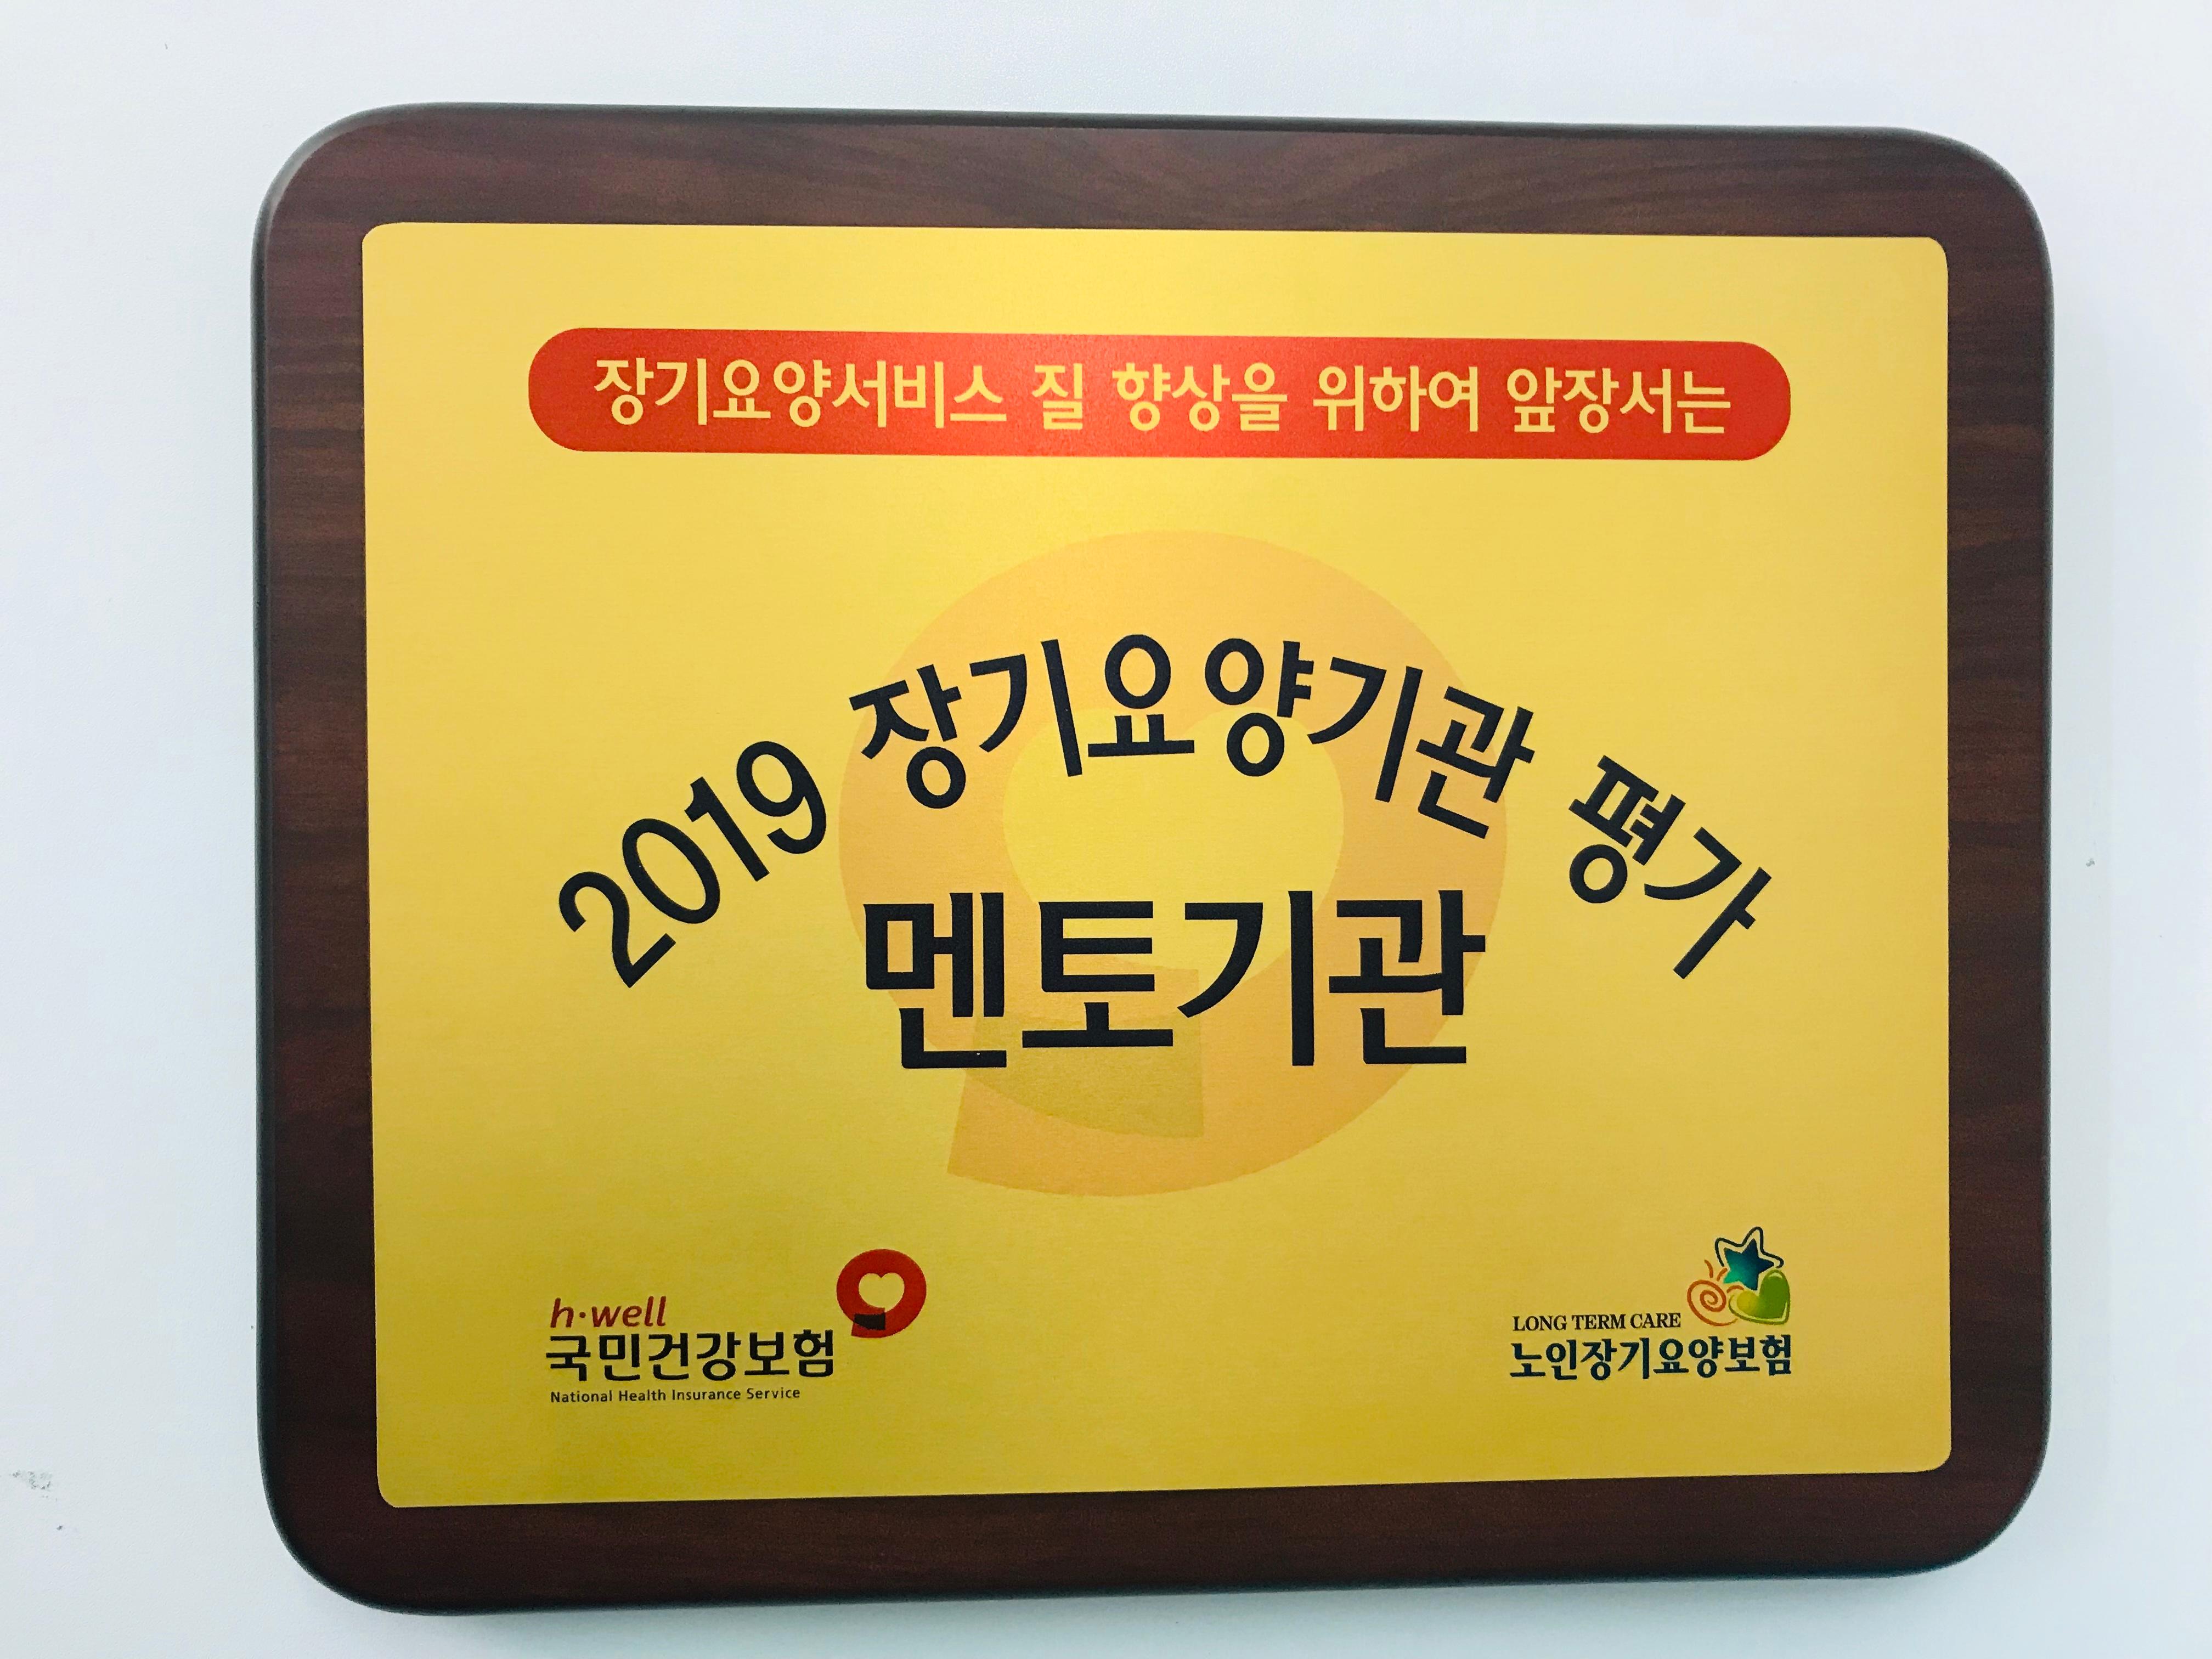 장기요양서비스 질 향상을 위하여 앞장서는
2019 장기요양기관 평가
멘토기관
h·well
국민건강보험
National Health Insurance Service
LONG TERM CARE
노인장기요양보험